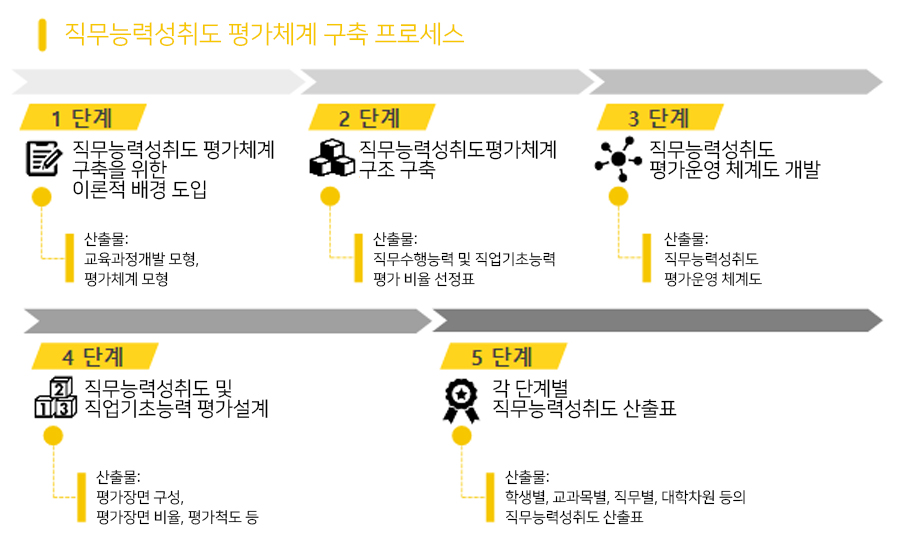 직무능력성취도 평가체계 구축 프로세스
1 단계
직무능력성취도 평가체계
구축을 위한
이론적 배경 도입
산출물:
교육과정개발 모형,
평가체계 모형
2 단계
직무능력성취도평가체계
구조 구축
산출물:
직무수행능력 및 직업기초능력
평가 비율 선정표
3 단계
직무능력성취도
평가운영 체계도 개발
산출물:
직무능력성취도
평가운영 체계도
4 단계
2
1 3
직무능력성취도 및
직업기초능력 평가설계
산출물:
평가장면 구성,
평가장면 비율, 평가척도 등
5 단계
각 단계별
직무능력성취도 산출표
산출물:
학생별, 교과목별, 직무별, 대학차원 등의
직무능력성취도 산출표